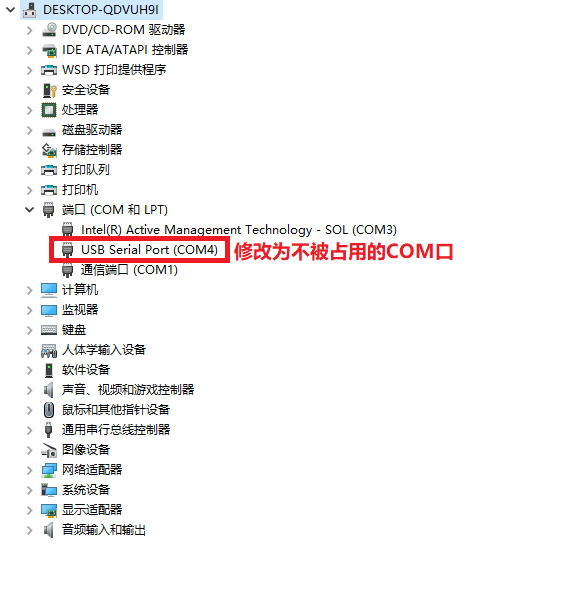 DESKTOP-QDVUH9I
DVD/CD-ROM 驱动器
IDE ATA/ATAPI 控制器
WSD 打印提供程序
安全设备
处理器
磁盘驱动器
存储控制器
打印队列
打印机
端口 (COM 和 LPT)
Intel(R) Active Management Technology - SOL (COM3)
USB Serial Port (COM4) 修改为不被占用的COM口
通信端口 (COM1)
计算机
监视器
键盘
人体学输入设备
软件设备
声音、视频和游戏控制器
鼠标和其他指针设备
通用串行总线控制器
图像设备
网络适配器
系统设备
显示适配器
音频输入和输出